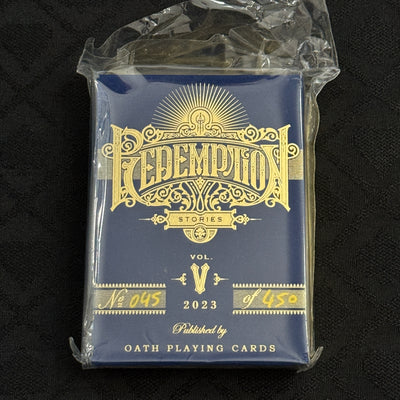 REDEMPTION
STORIES
VOL.
V
No 045 2023 of 450
Published by
OATH PLAYING CARDS